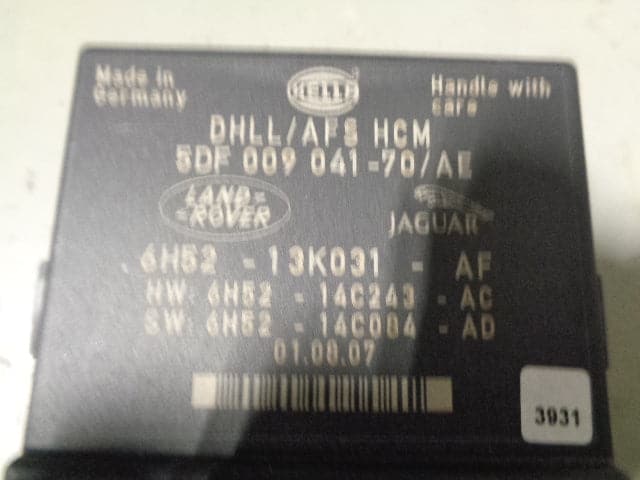 Made in Germany
HELLA
Handle with care
DHLL/AFS HCM
5DF 009 041-70/AE
LAND ROVER
JAGUAR
6H52 - 13K031 - AF
HW 6H52 - 14C243 - AC
SW 6H52 - 14C084 - AD
01.08.07
3931